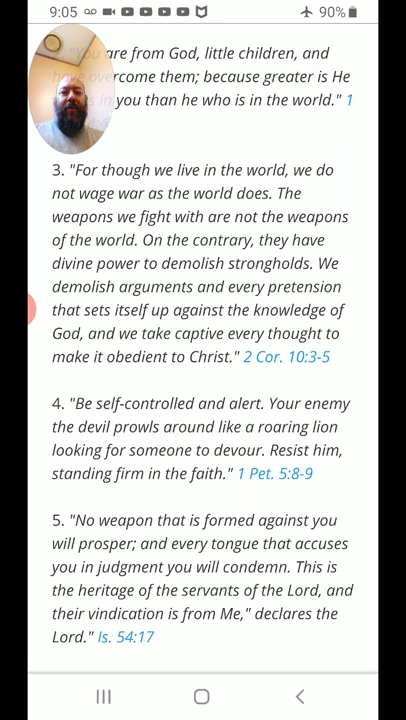 9:05 90%
are from God, little children, and
overcome them; because greater is He
in you than he who is in the world." 1
3. "For though we live in the world, we do
not wage war as the world does. The
weapons we fight with are not the weapons
of the world. On the contrary, they have
divine power to demolish strongholds. We
demolish arguments and every pretension
that sets itself up against the knowledge of
God, and we take captive every thought to
make it obedient to Christ." 2 Cor. 10:3-5
4. "Be self-controlled and alert. Your enemy
the devil prowls around like a roaring lion
looking for someone to devour. Resist him,
standing firm in the faith." 1 Pet. 5:8-9
5. "No weapon that is formed against you
will prosper; and every tongue that accuses
you in judgment you will condemn. This is
the heritage of the servants of the Lord, and
their vindication is from Me," declares the
Lord." Is. 54:17